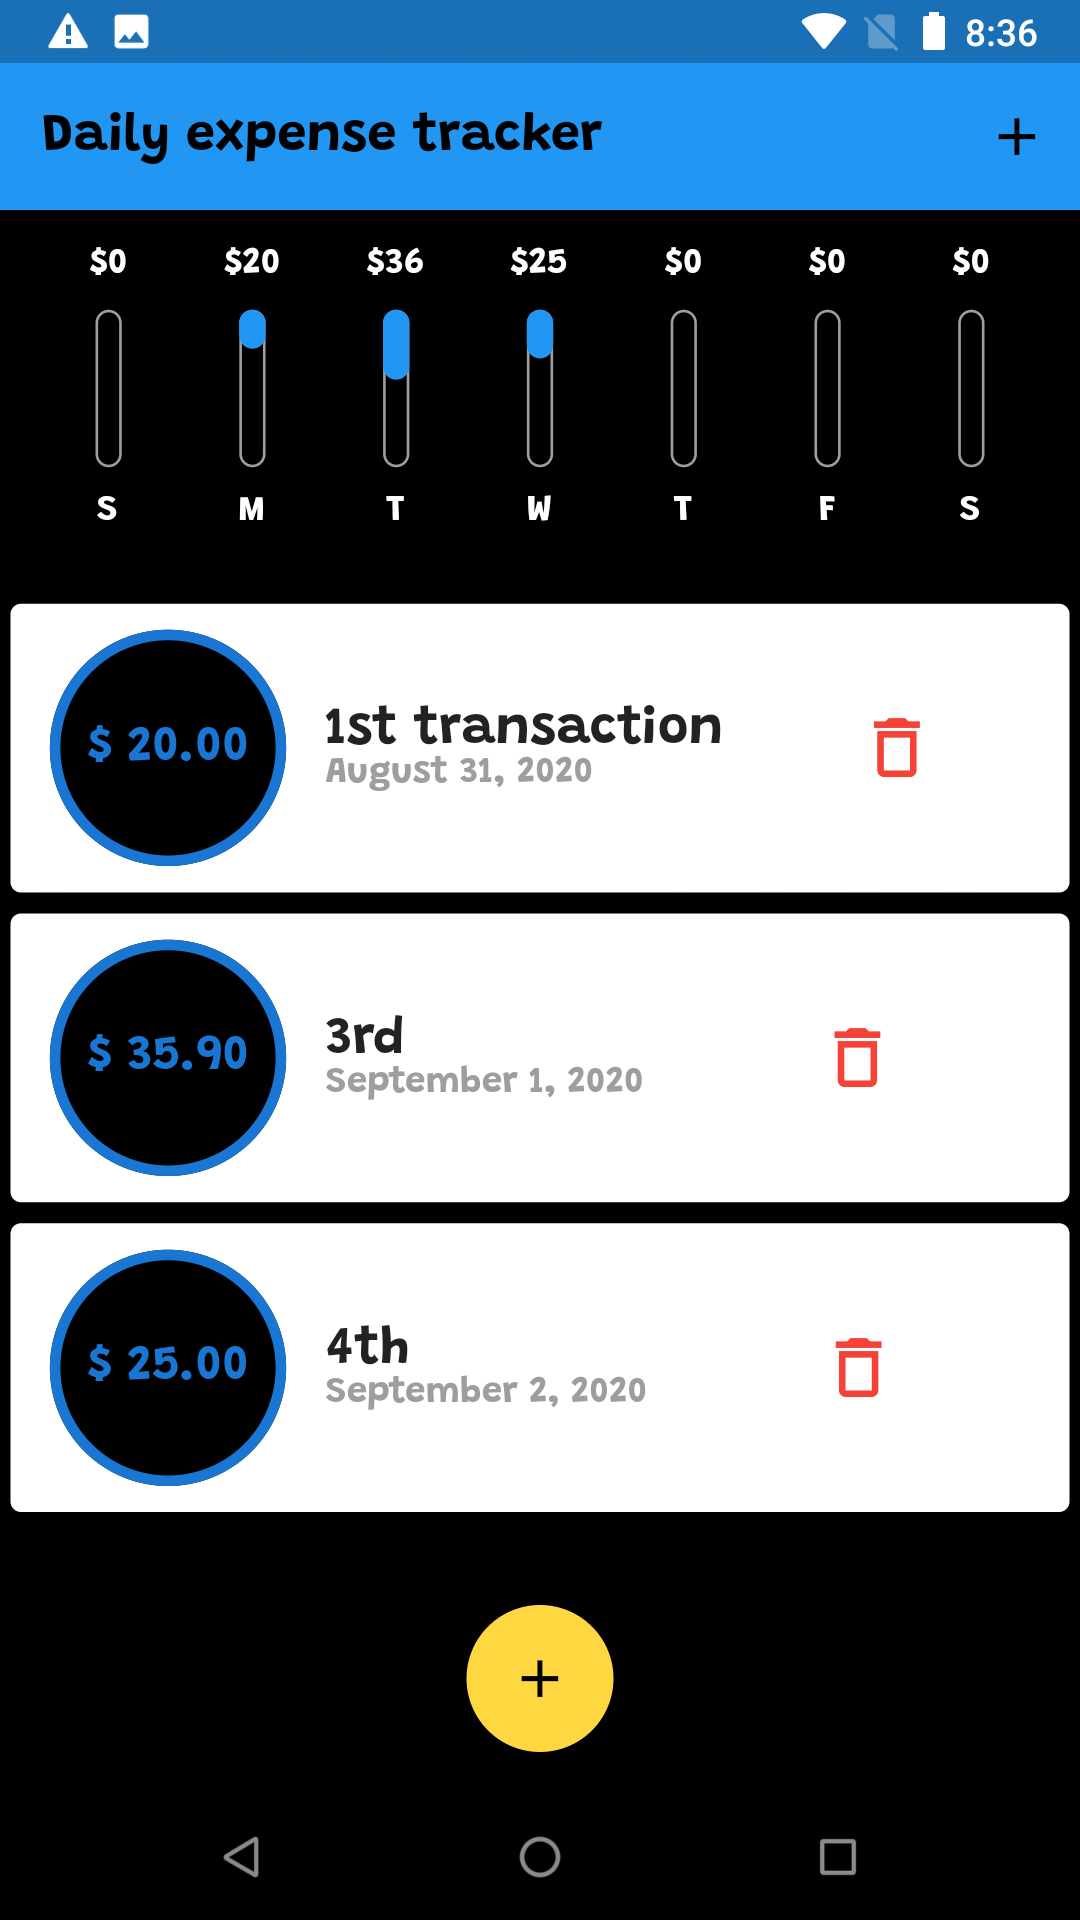 8:36
Daily expense tracker
$0 $20 $36 $25 $0 $0 $0
S M T W T F S
$ 20.00
1st transaction
August 31, 2020
$ 35.90
3rd
September 1, 2020
$ 25.00
4th
September 2, 2020